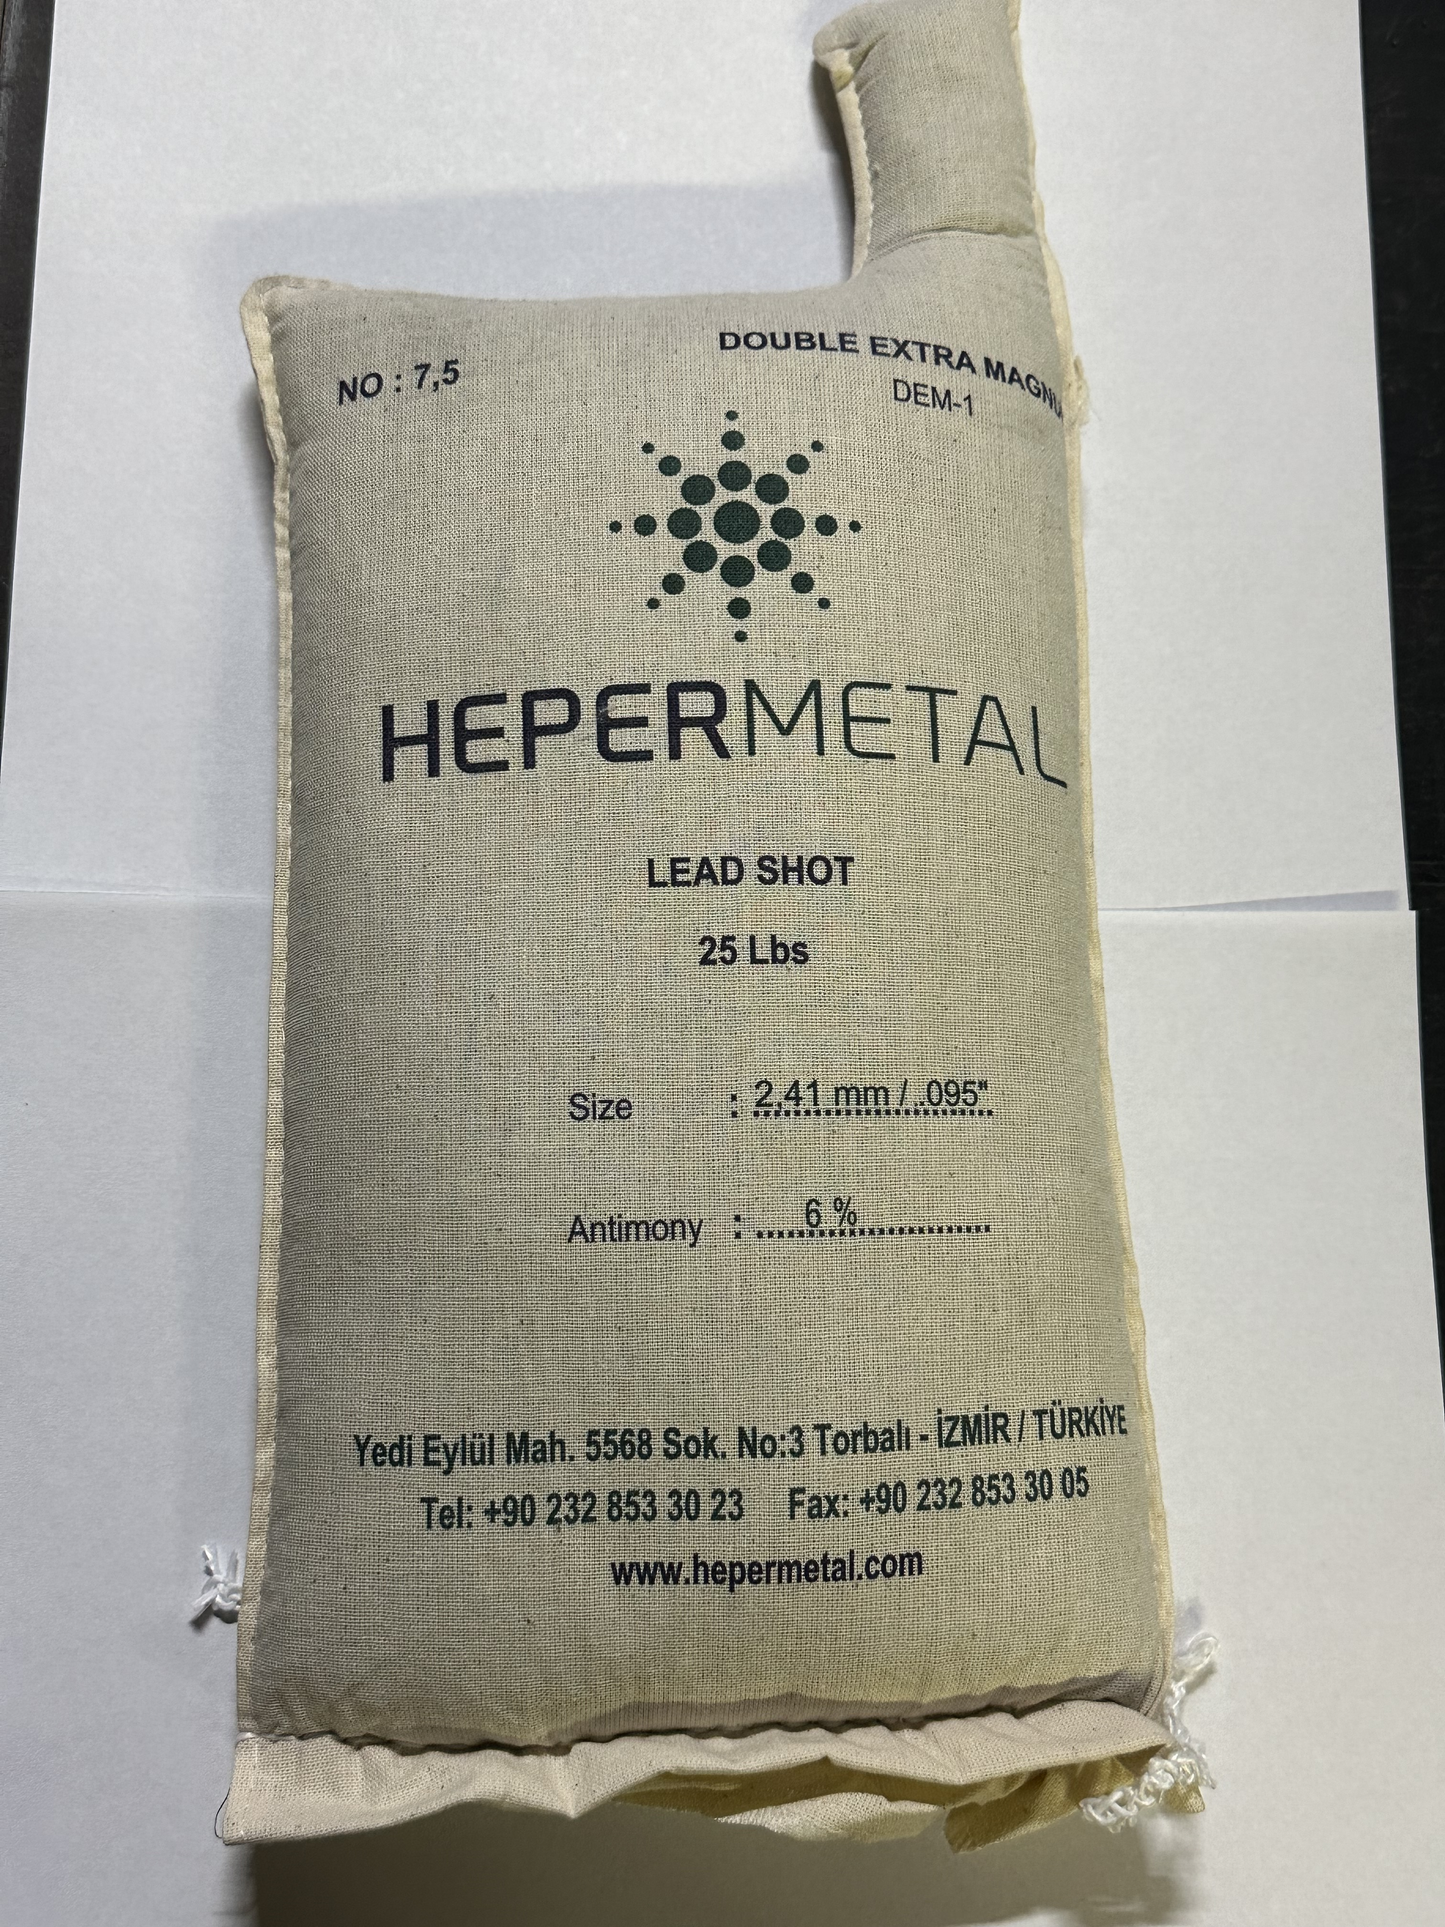 NO : 7,5
DOUBLE EXTRA
DEM-1
HEPERMETAL
LEAD SHOT
25 Lbs
Size : 2,41 mm / .095"
Antimony : ..... 6 % ....................
Yedi Eylül Mah. 5568 Sok. No:3 Torbalı - İZMİR / TÜRKİYE
Tel: +90 232 853 30 23 Fax: +90 232 853 30 05
www.hepermetal.com